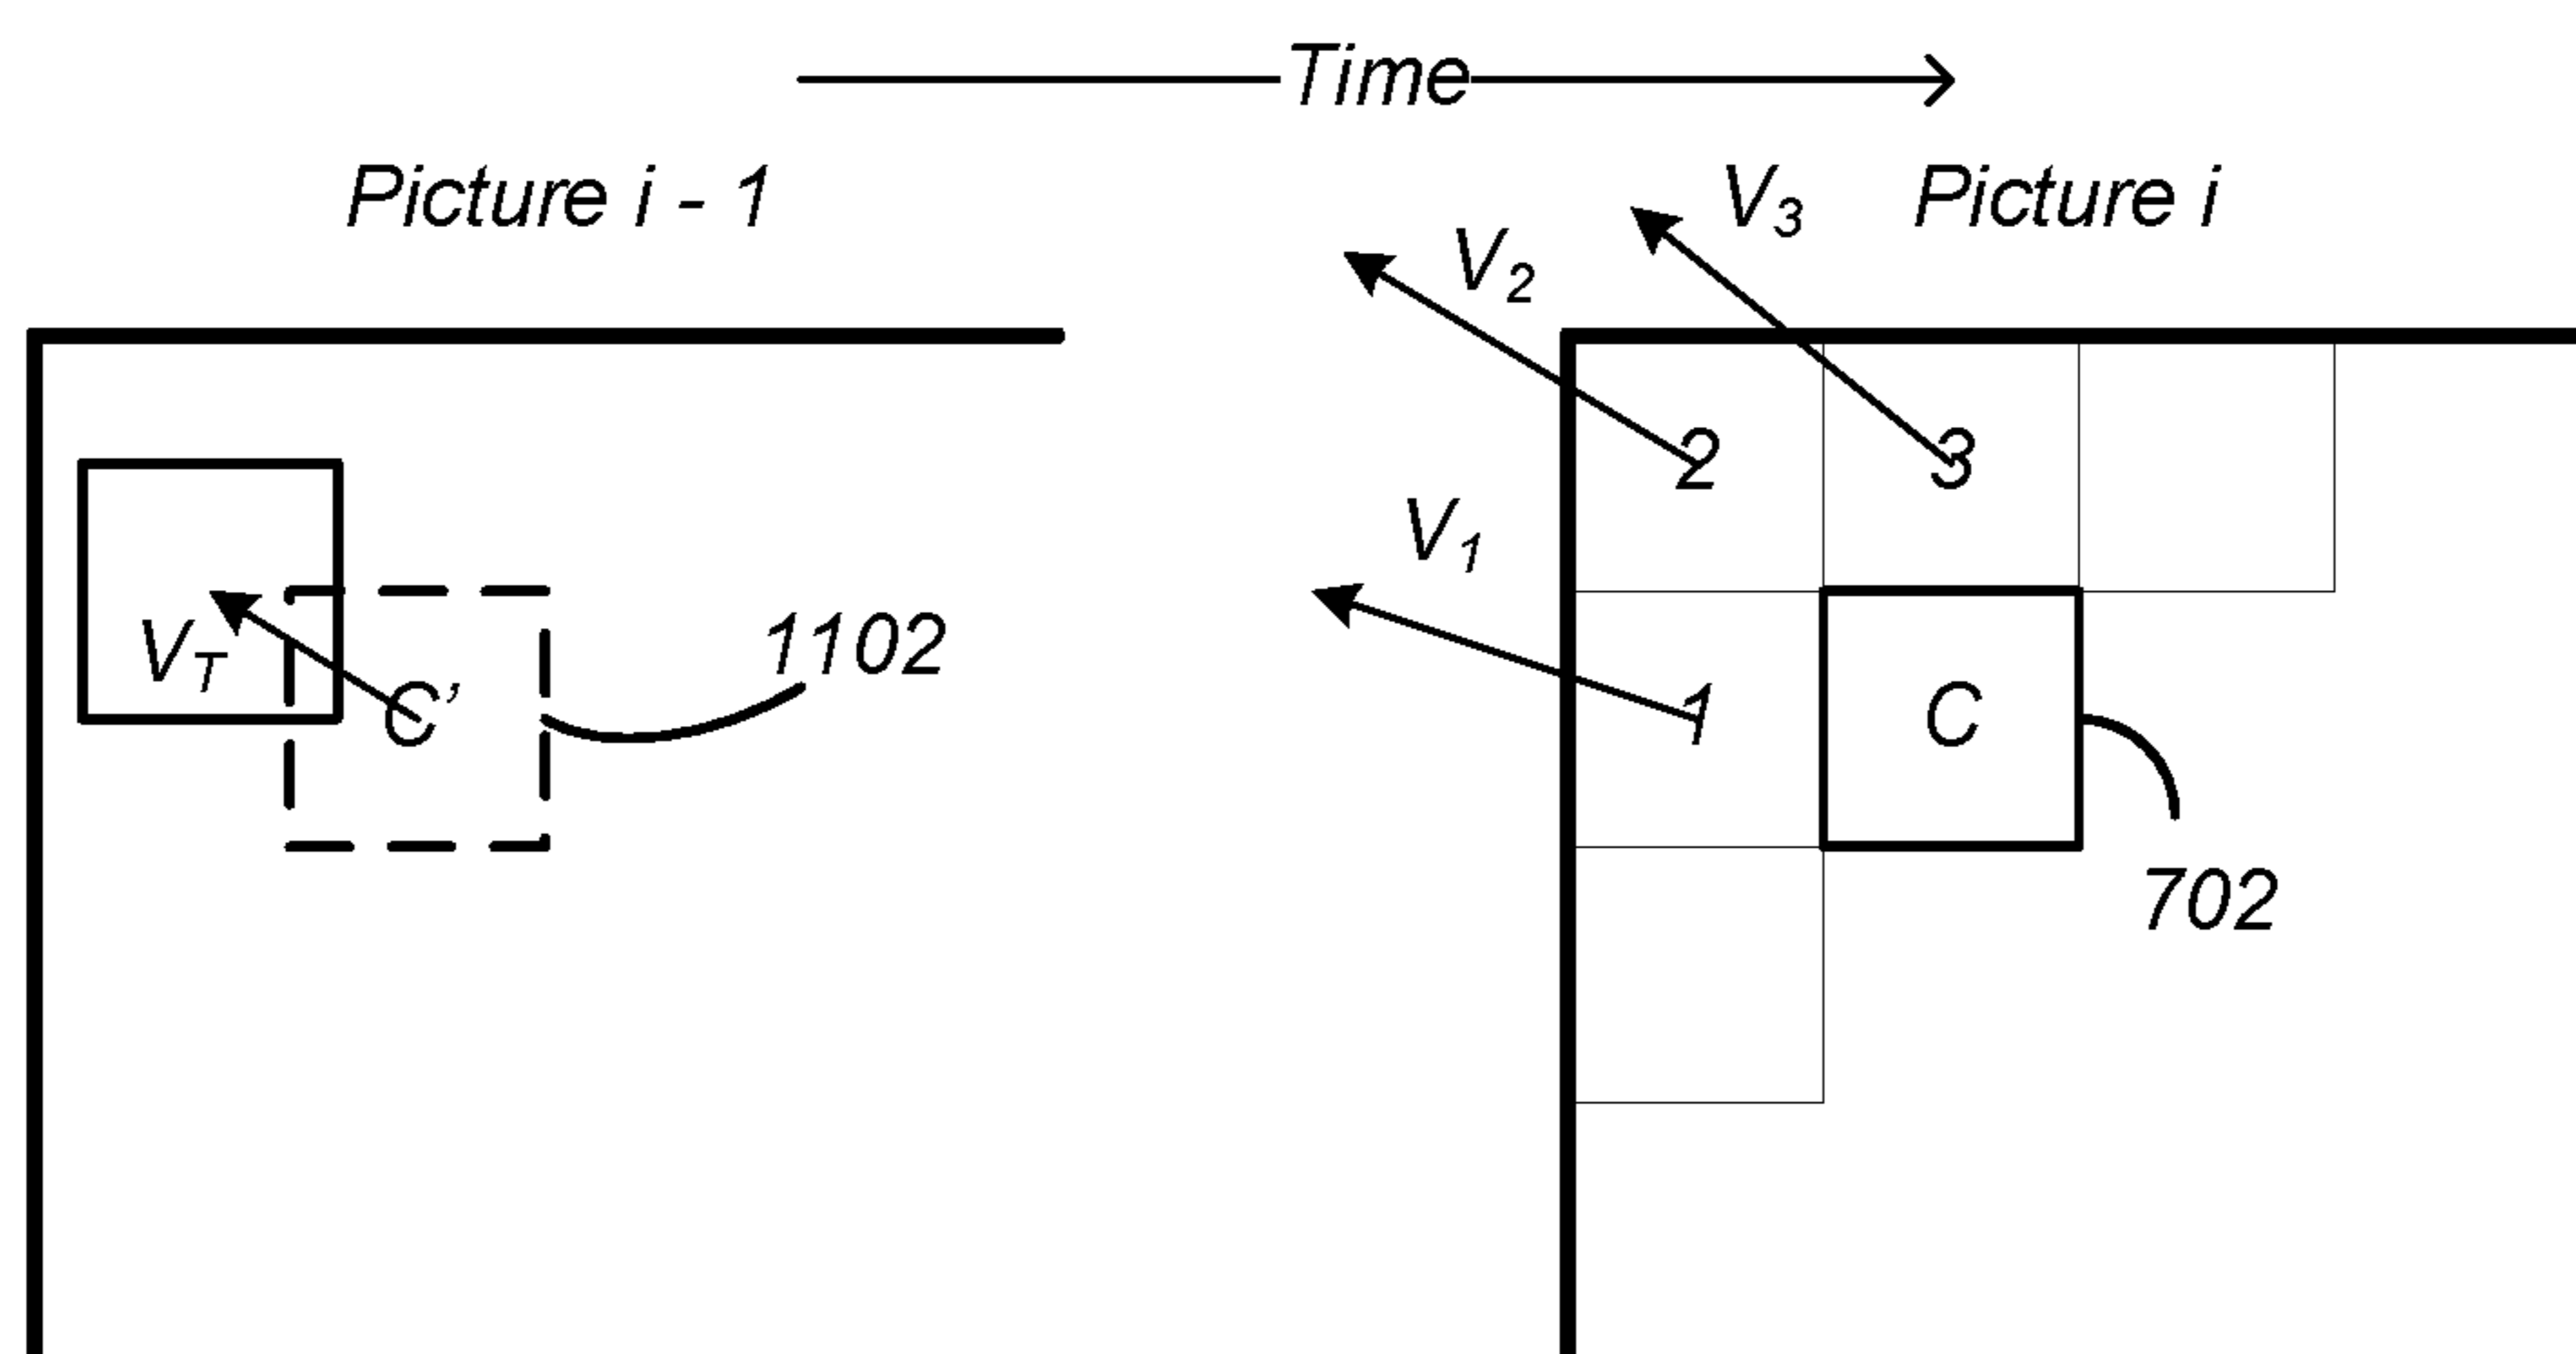 Time
Picture i - 1
V3
Picture i
V2
2
3
V1
VT
C’
1102
1
C
702